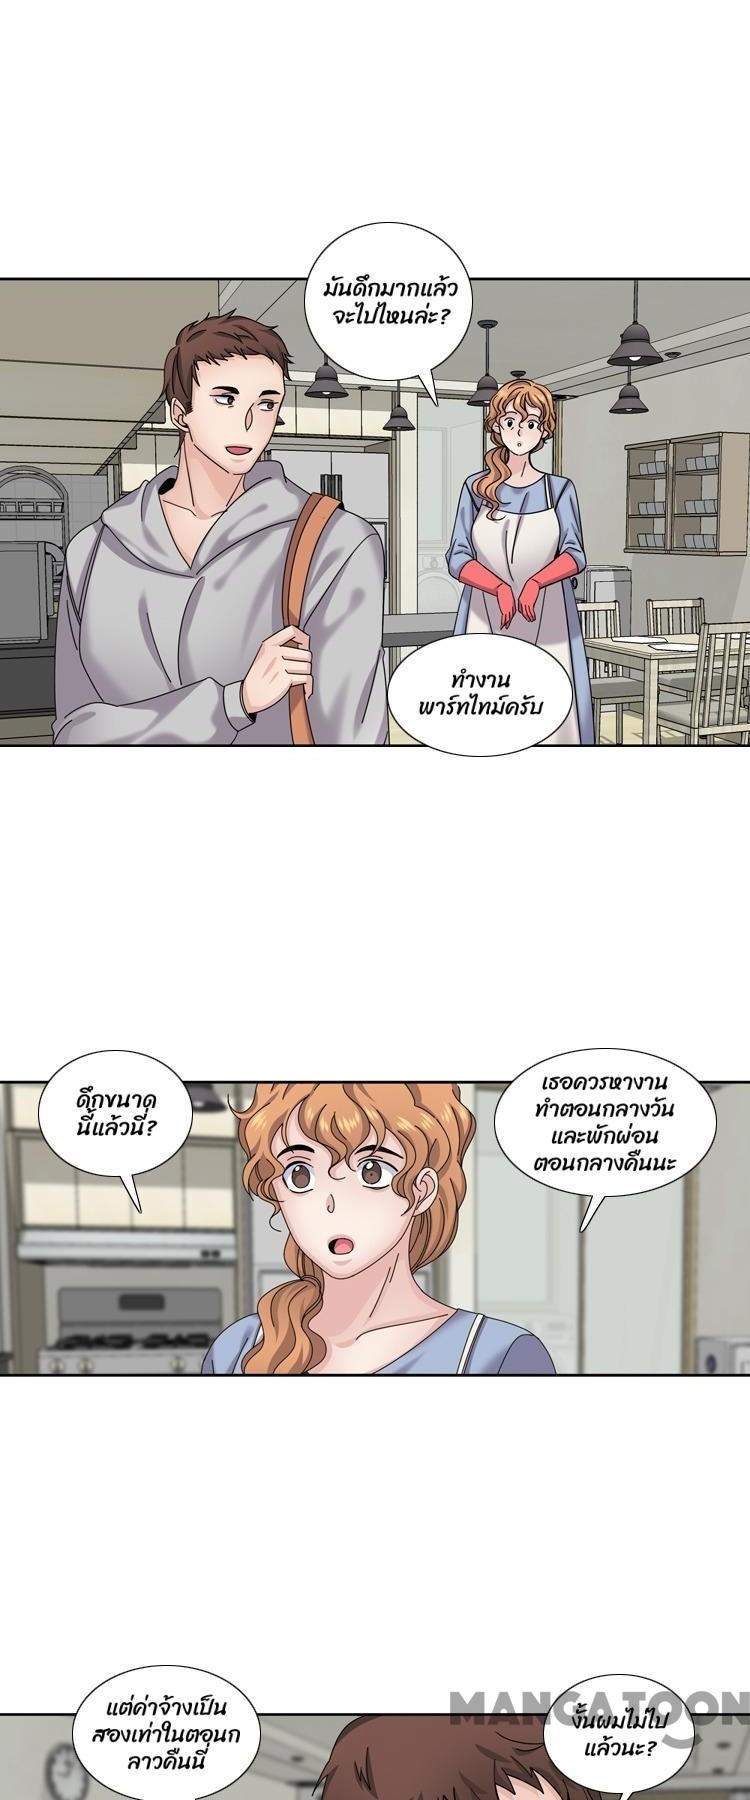 มันดึกมากแล้ว
จะไปไหนล่ะ?
ทำงาน
พาร์ทไทม์ครับ
ดึกขนาด
นี้แล้วนี่?
เธอควรหางาน
ทำตอนกลางวัน
และพักผ่อน
ตอนกลางคืนนะ
แต่ค่าจ้างเป็น
สองเท่าในตอนก
ลาวคืนนี่
งั้นผมไม่ไป
แล้วนะ?
MANGATOON